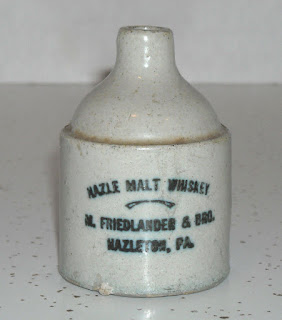 HAZLE MALT WHISKEY
M. FRIEDLANDER & BRO.
HAZLETON, PA.